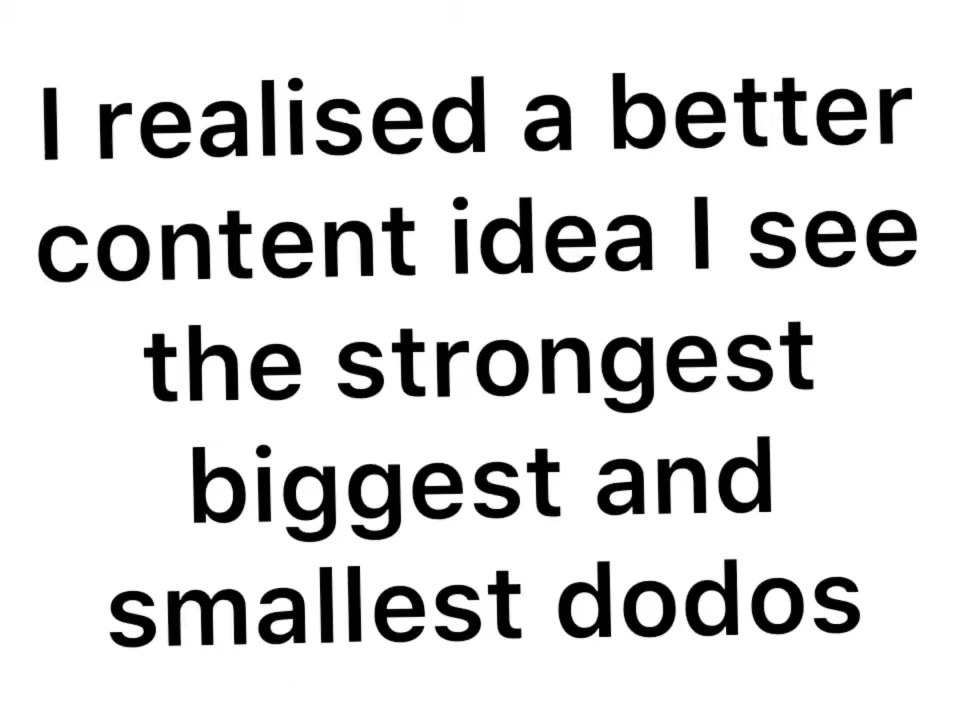 I realised a better
content idea I see
the strongest
biggest and
smallest dodos